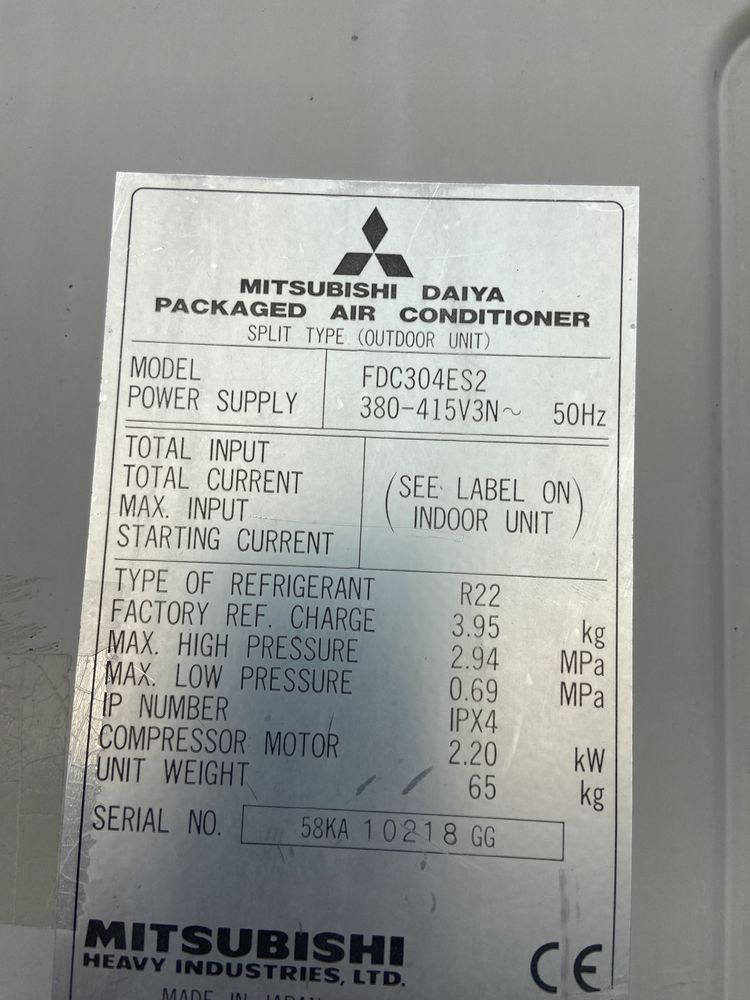 MITSUBISHI DAIYA
PACKAGED AIR CONDITIONER
SPLIT TYPE (OUTDOOR UNIT)
MODEL FDC304ES2
POWER SUPPLY 380-415V3N~ 50Hz
TOTAL INPUT
TOTAL CURRENT
MAX. INPUT
STARTING CURRENT
(SEE LABEL ON
INDOOR UNIT)
TYPE OF REFRIGERANT R22
FACTORY REF. CHARGE 3.95 kg
MAX. HIGH PRESSURE 2.94 MPa
MAX. LOW PRESSURE 0.69 MPa
IP NUMBER IPX4
COMPRESSOR MOTOR 2.20 kW
UNIT WEIGHT 65 kg
SERIAL NO. 58KA 10218 GG
MITSUBISHI
HEAVY INDUSTRIES, LTD.
CE
MADE IN JAPAN